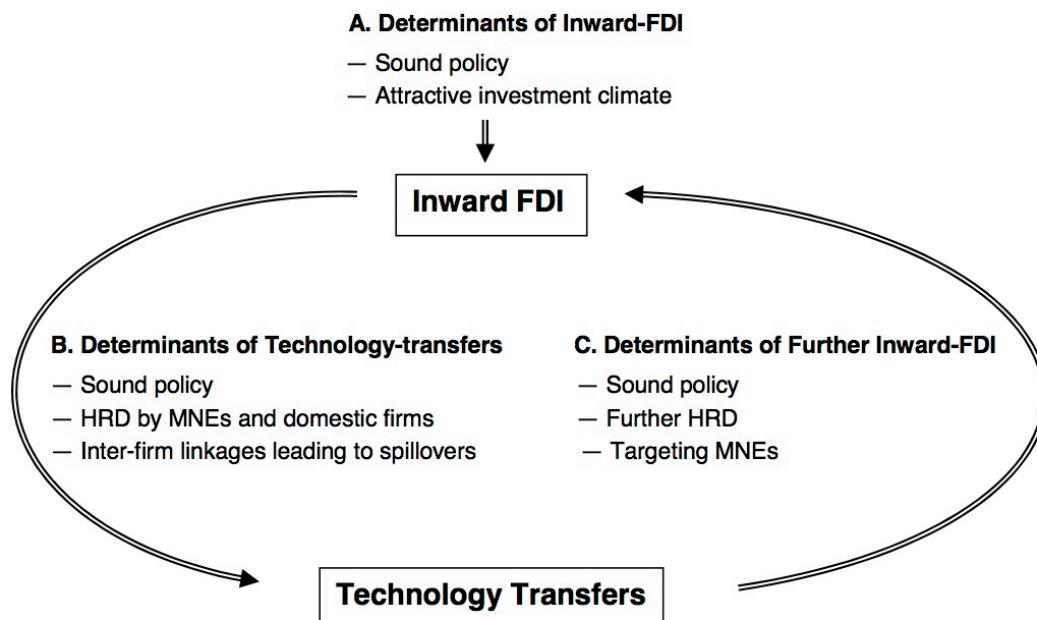 A. Determinants of Inward-FDI
— Sound policy
— Attractive investment climate
Inward FDI
B. Determinants of Technology-transfers
— Sound policy
— HRD by MNEs and domestic firms
— Inter-firm linkages leading to spillovers
C. Determinants of Further Inward-FDI
— Sound policy
— Further HRD
— Targeting MNEs
Technology Transfers